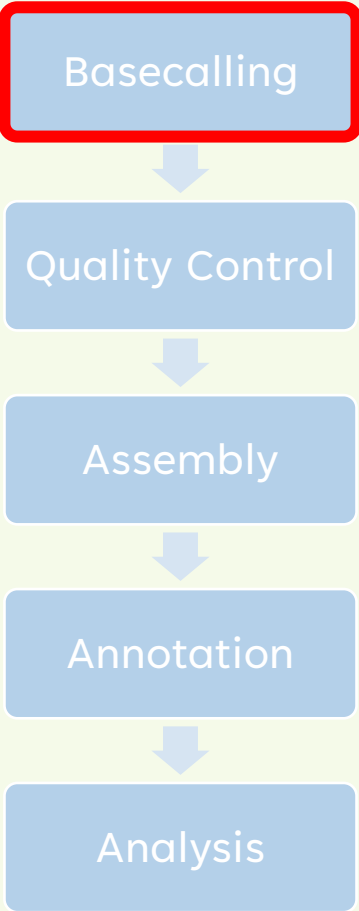 Basecalling
Quality Control
Assembly
Annotation
Analysis